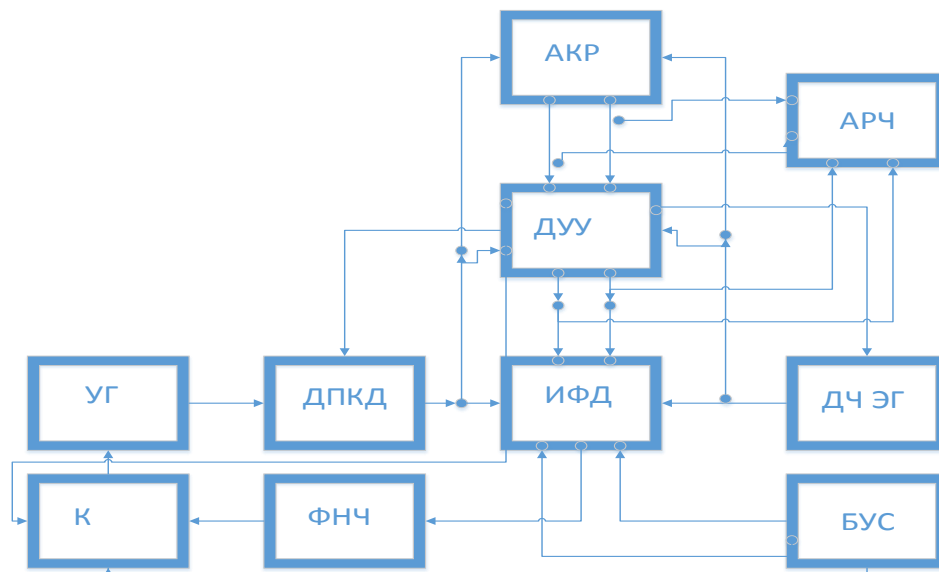 АКР
АРЧ
ДУУ
УГ
ДПКД
ИФД
ДЧ ЭГ
К
ФНЧ
БУС